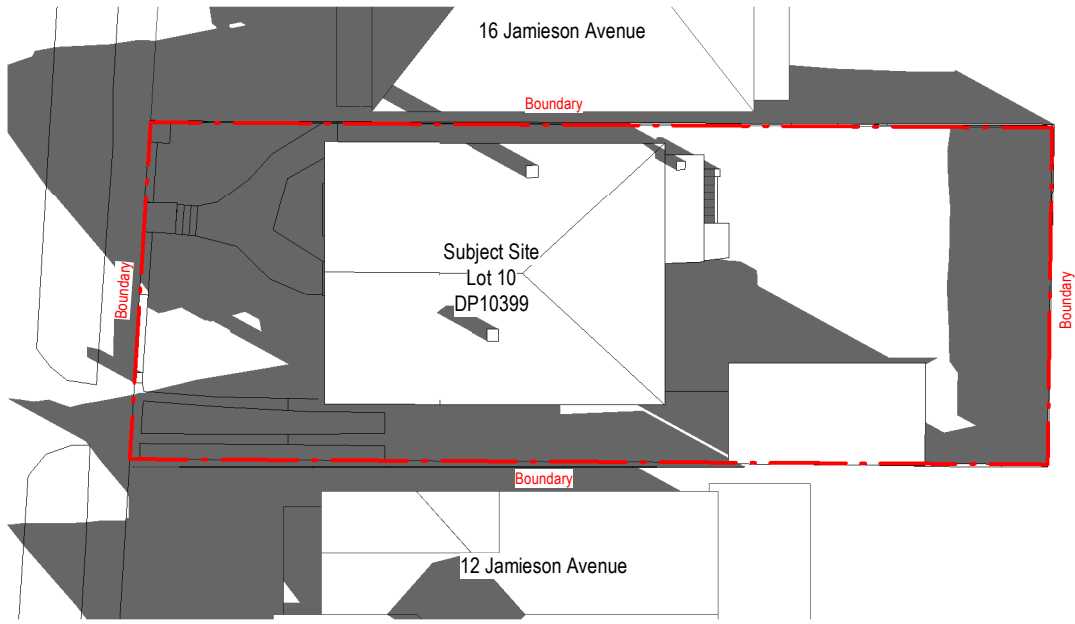 16 Jamieson Avenue
Boundary
Subject Site
Lot 10
DP10399
Boundary
Boundary
Boundary
12 Jamieson Avenue